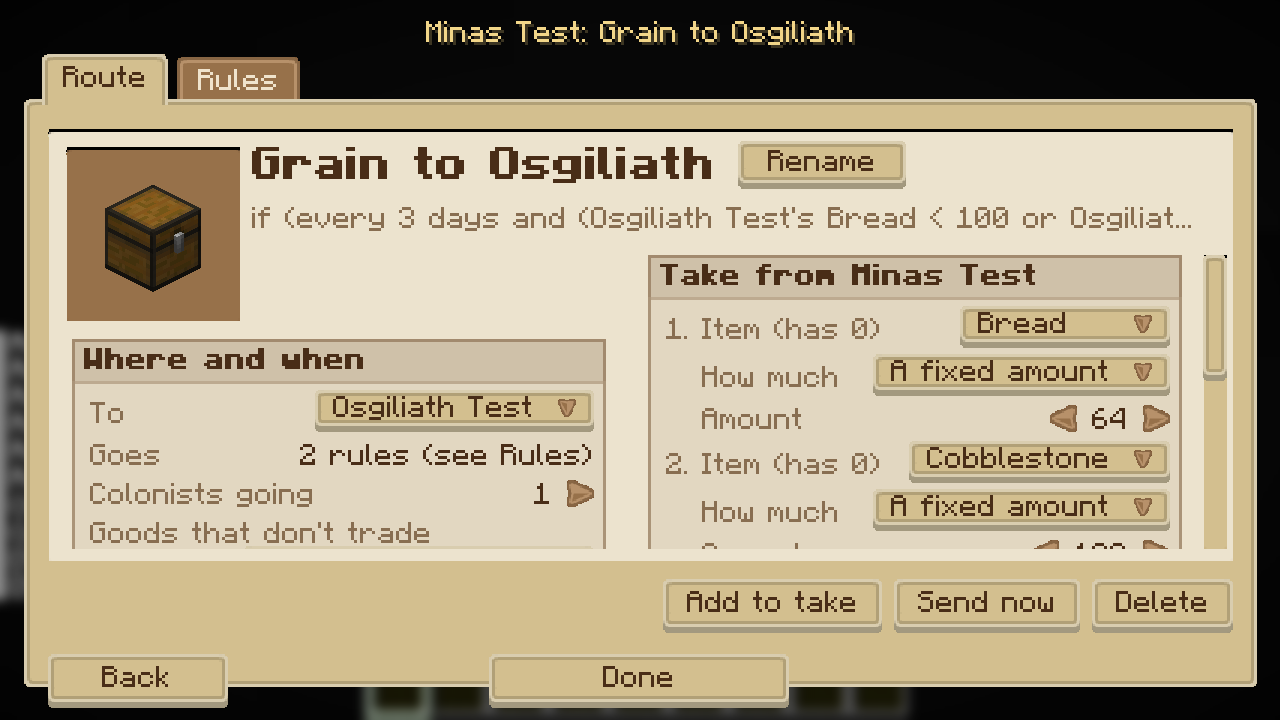 Minas Test: Grain to Osgiliath
Route
Rules
Grain to Osgiliath
Rename
if (every 3 days and (Osgiliath Test's Bread < 100 or Osgiliat...
Where and when
To
Osgiliath Test
Goes
2 rules (see Rules)
Colonists going
1
Goods that don't trade
Take from Minas Test
1. Item (has 0)
Bread
How much
A fixed amount
Amount
64
2. Item (has 0)
Cobblestone
How much
A fixed amount
Add to take
Send now
Delete
Back
Done